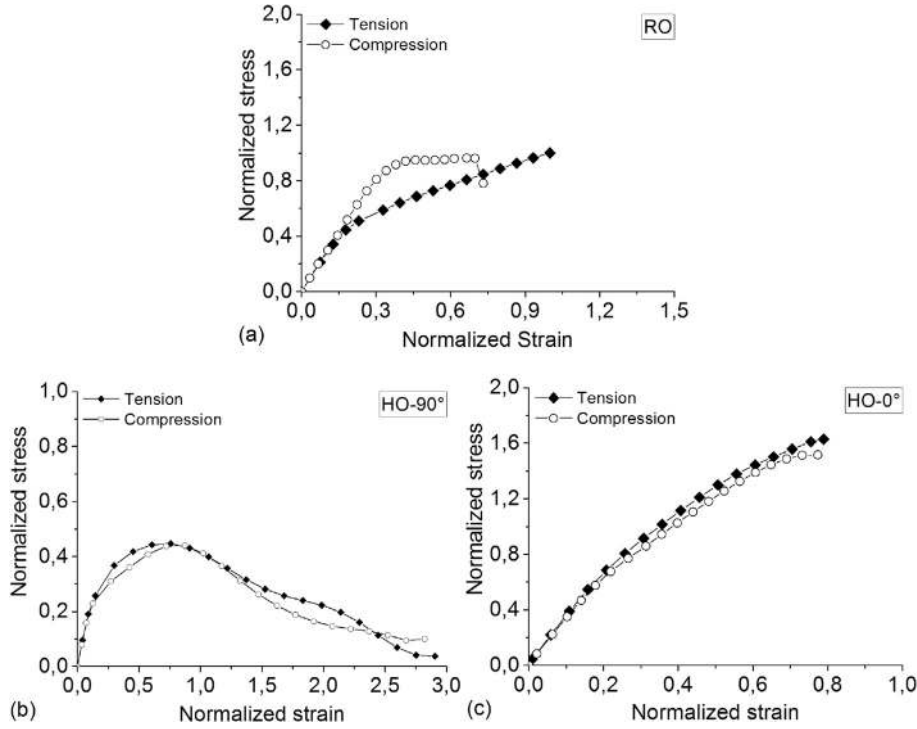 2,0
1,6
1,2
0,8
0,4
0,0
Normalized stress
Tension
Compression
RO
0,0 0,3 0,6 0,9 1,2 1,5
(a) Normalized Strain
1,0
0,8
0,6
0,4
0,2
0,0
Normalized stress
Tension
Compression
HO-90°
0,0 0,5 1,0 1,5 2,0 2,5 3,0
(b) Normalized strain
2,0
1,6
1,2
0,8
0,4
0,0
Normalized stress
Tension
Compression
HO-0°
0,0 0,2 0,4 0,6 0,8 1,0
(c) Normalized strain